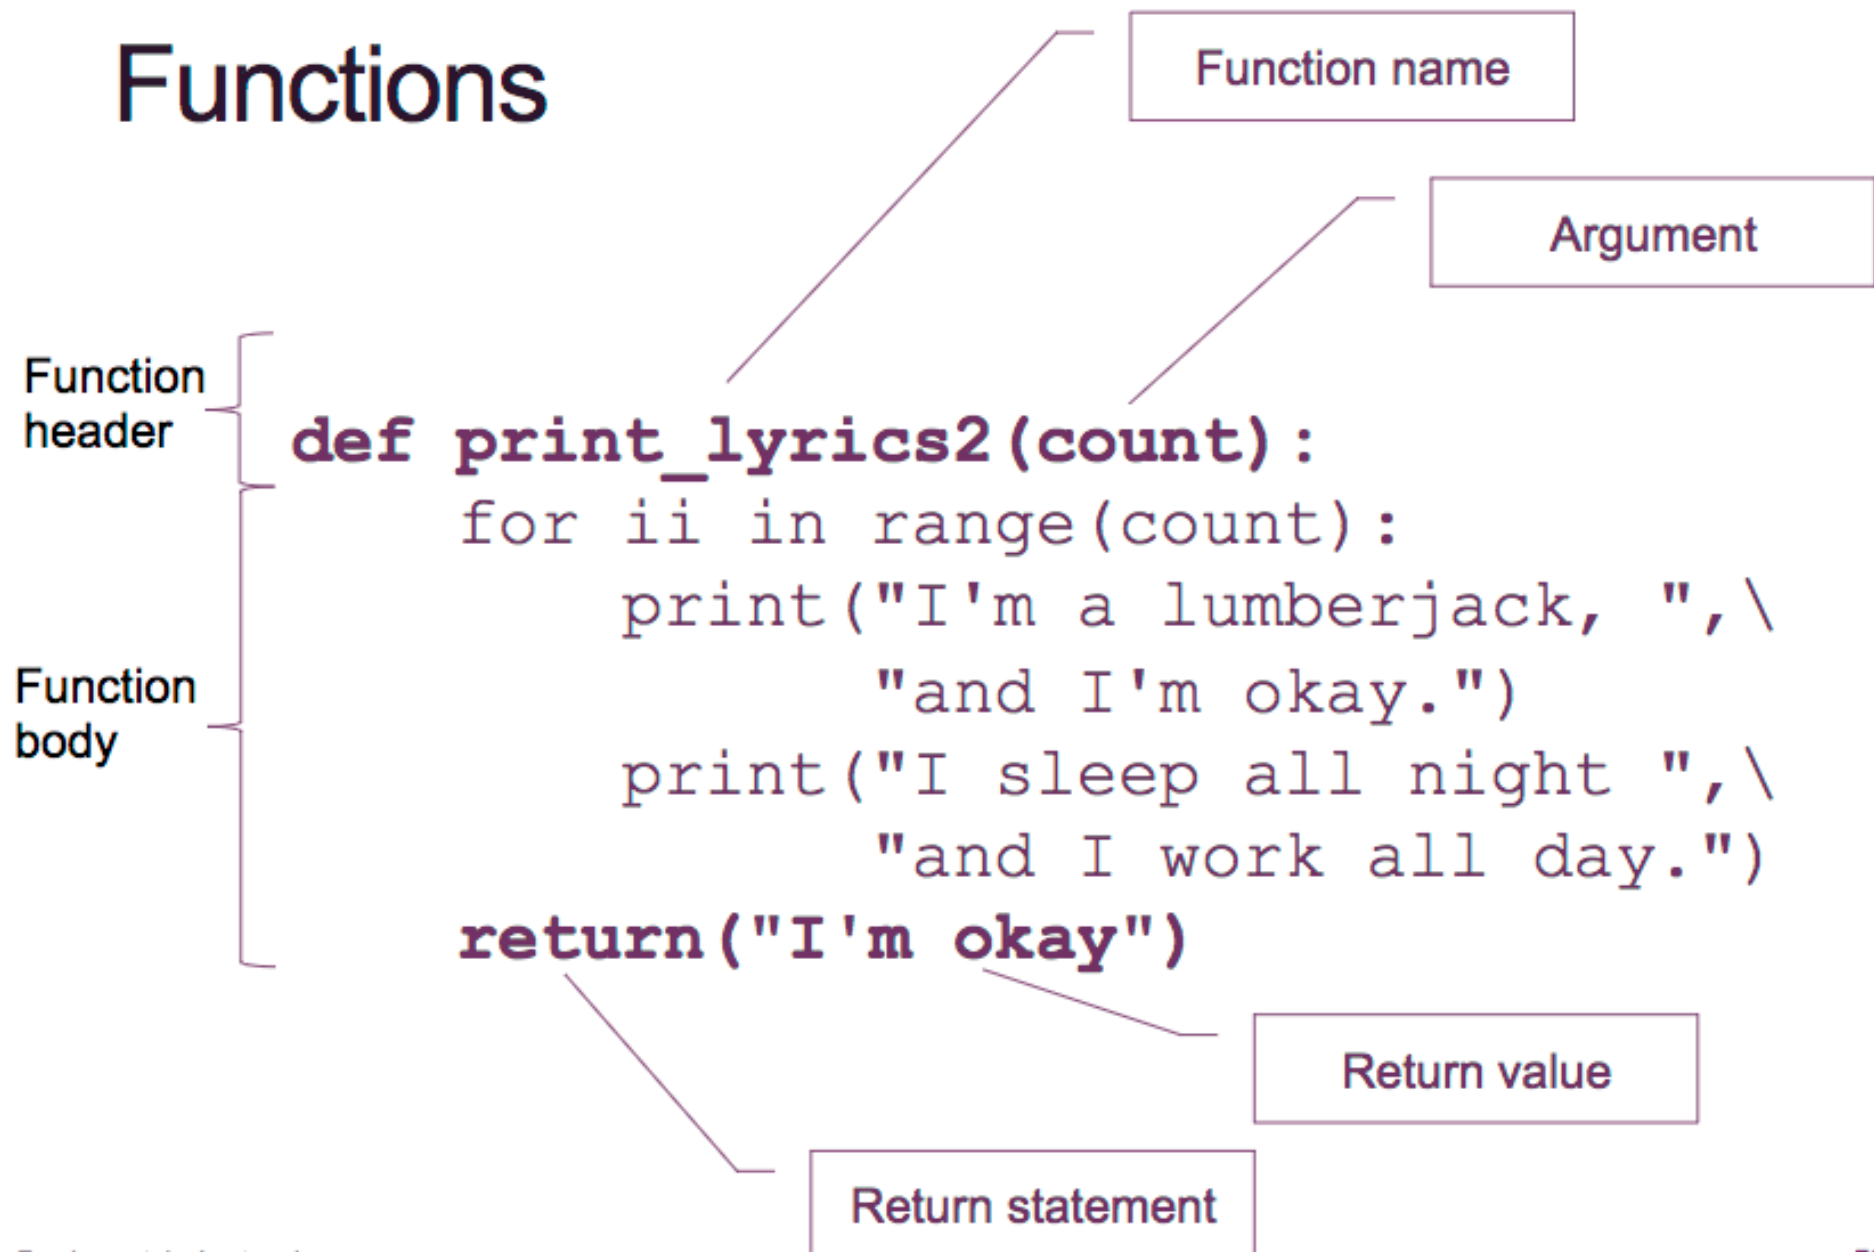 Functions
Function name
Argument
Function
header
def print_lyrics2(count):
for ii in range(count):
print("I'm a lumberjack, ",\
"and I'm okay.")
Function
body
print("I sleep all night ",\
"and I work all day.")
return("I'm okay")
Return value
Return statement